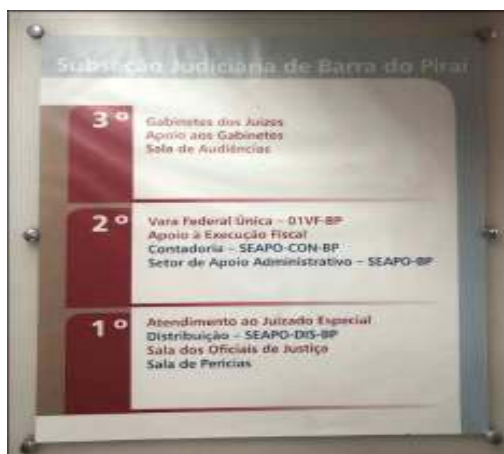 Subseção Judiciária de Barra do Piraí
3º
Gabinetes dos Juízes
Apoio aos Gabinetes
Sala de Audiências
2º
Vara Federal Única – 01VF-BP
Apoio à Execução Fiscal
Contadoria – SEAPO-CON-BP
Setor de Apoio Administrativo – SEAPO-BP
1º
Atendimento ao Juizado Especial
Distribuição – SEAPO-DIS-BP
Sala dos Oficiais de Justiça
Sala de Perícias